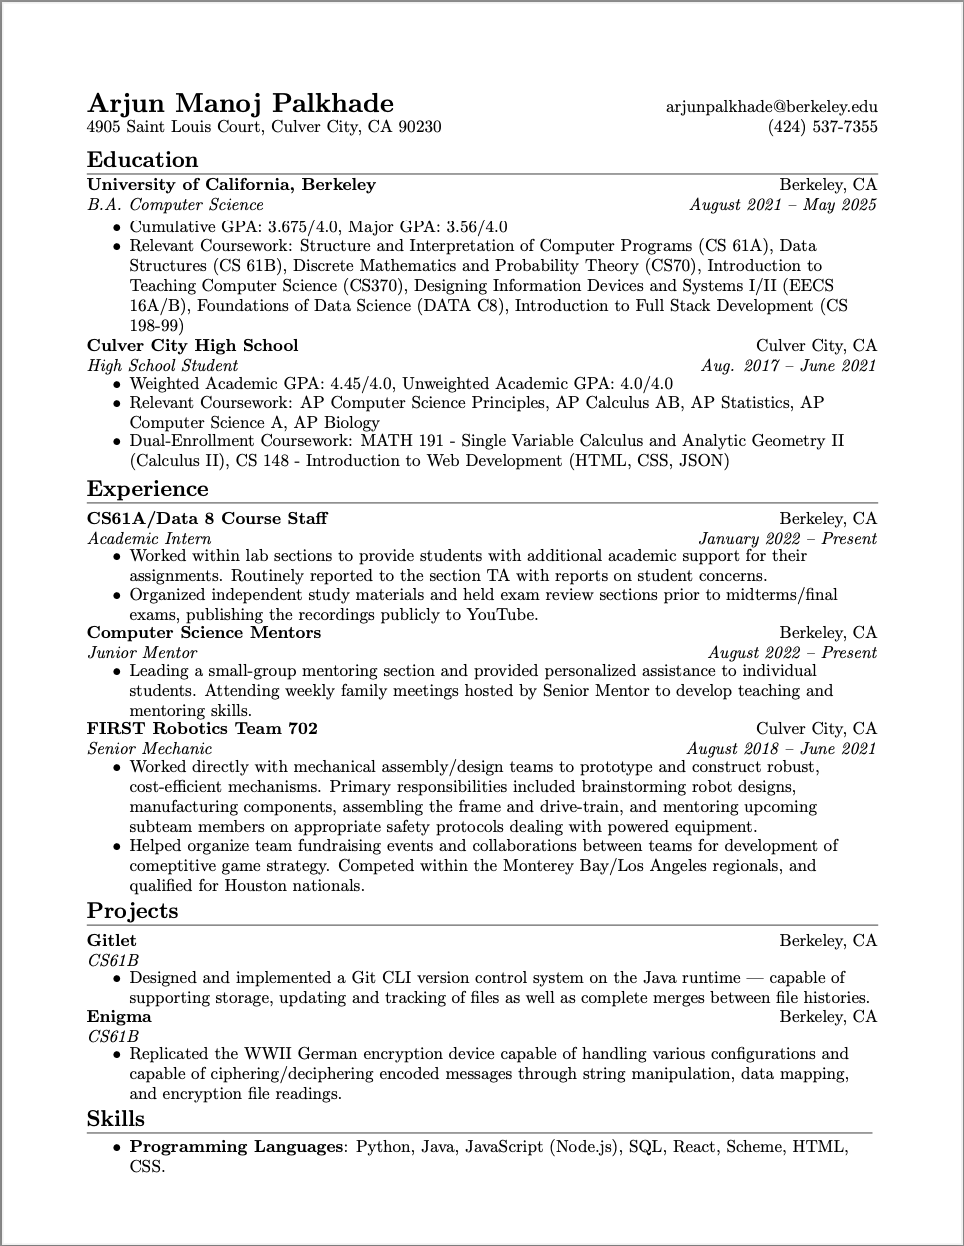 Arjun Manoj Palkhade arjunpalkhade@berkeley.edu
4905 Saint Louis Court, Culver City, CA 90230 (424) 537-7355
Education
University of California, Berkeley Berkeley, CA
B.A. Computer Science August 2021 – May 2025
• Cumulative GPA: 3.675/4.0, Major GPA: 3.56/4.0
• Relevant Coursework: Structure and Interpretation of Computer Programs (CS 61A), Data
Structures (CS 61B), Discrete Mathematics and Probability Theory (CS70), Introduction to
Teaching Computer Science (CS370), Designing Information Devices and Systems I/II (EECS
16A/B), Foundations of Data Science (DATA C8), Introduction to Full Stack Development (CS
198-99)
Culver City High School Culver City, CA
High School Student Aug. 2017 – June 2021
• Weighted Academic GPA: 4.45/4.0, Unweighted Academic GPA: 4.0/4.0
• Relevant Coursework: AP Computer Science Principles, AP Calculus AB, AP Statistics, AP
Computer Science A, AP Biology
• Dual-Enrollment Coursework: MATH 191 - Single Variable Calculus and Analytic Geometry II
(Calculus II), CS 148 - Introduction to Web Development (HTML, CSS, JSON)
Experience
CS61A/Data 8 Course Staff Berkeley, CA
Academic Intern January 2022 – Present
• Worked within lab sections to provide students with additional academic support for their
assignments. Routinely reported to the section TA with reports on student concerns.
• Organized independent study materials and held exam review sections prior to midterms/final
exams, publishing the recordings publicly to YouTube.
Computer Science Mentors Berkeley, CA
Junior Mentor August 2022 – Present
• Leading a small-group mentoring section and provided personalized assistance to individual
students. Attending weekly family meetings hosted by Senior Mentor to develop teaching and
mentoring skills.
FIRST Robotics Team 702 Culver City, CA
Senior Mechanic August 2018 – June 2021
• Worked directly with mechanical assembly/design teams to prototype and construct robust,
cost-efficient mechanisms. Primary responsibilities included brainstorming robot designs,
manufacturing components, assembling the frame and drive-train, and mentoring upcoming
subteam members on appropriate safety protocols dealing with powered equipment.
• Helped organize team fundraising events and collaborations between teams for development of
comeptitive game strategy. Competed within the Monterey Bay/Los Angeles regionals, and
qualified for Houston nationals.
Projects
Gitlet Berkeley, CA
CS61B
• Designed and implemented a Git CLI version control system on the Java runtime — capable of
supporting storage, updating and tracking of files as well as complete merges between file histories.
Enigma Berkeley, CA
CS61B
• Replicated the WWII German encryption device capable of handling various configurations and
capable of ciphering/deciphering encoded messages through string manipulation, data mapping,
and encryption file readings.
Skills
• Programming Languages: Python, Java, JavaScript (Node.js), SQL, React, Scheme, HTML,
CSS.